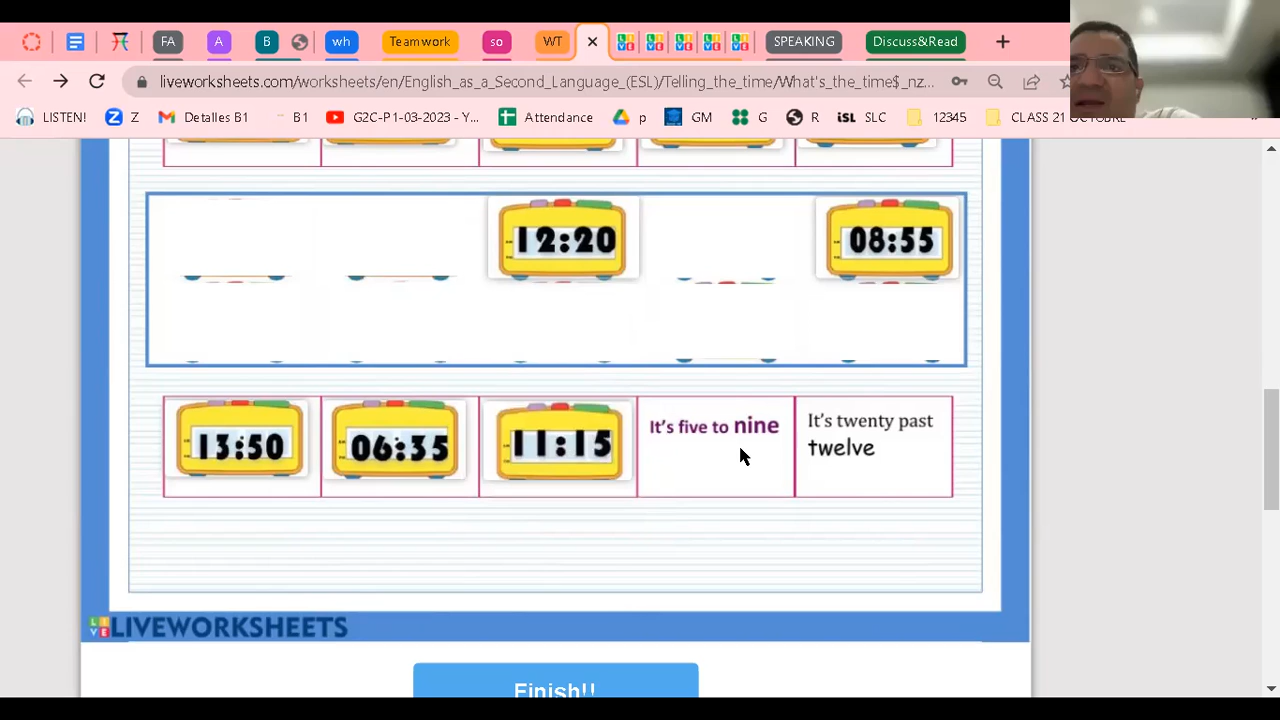 FA
A
B
wh
Teamwork
so
WT
SPEAKING
Discuss&Read
liveworksheets.com/worksheets/en/English_as_a_Second_Language_(ESL)/Telling_the_time/What's_the_time$_nz...
LISTEN!
Z
Detalles B1
B1
G2C-P1-03-2023 - Y...
Attendance
p
GM
G
R
iSL
SLC
12345
CLASS 21 OCTUBRE
12:20
08:55
13:50
06:35
11:15
It's five to nine
It's twenty past
twelve
LIVEWORKSHEETS
Finish!!